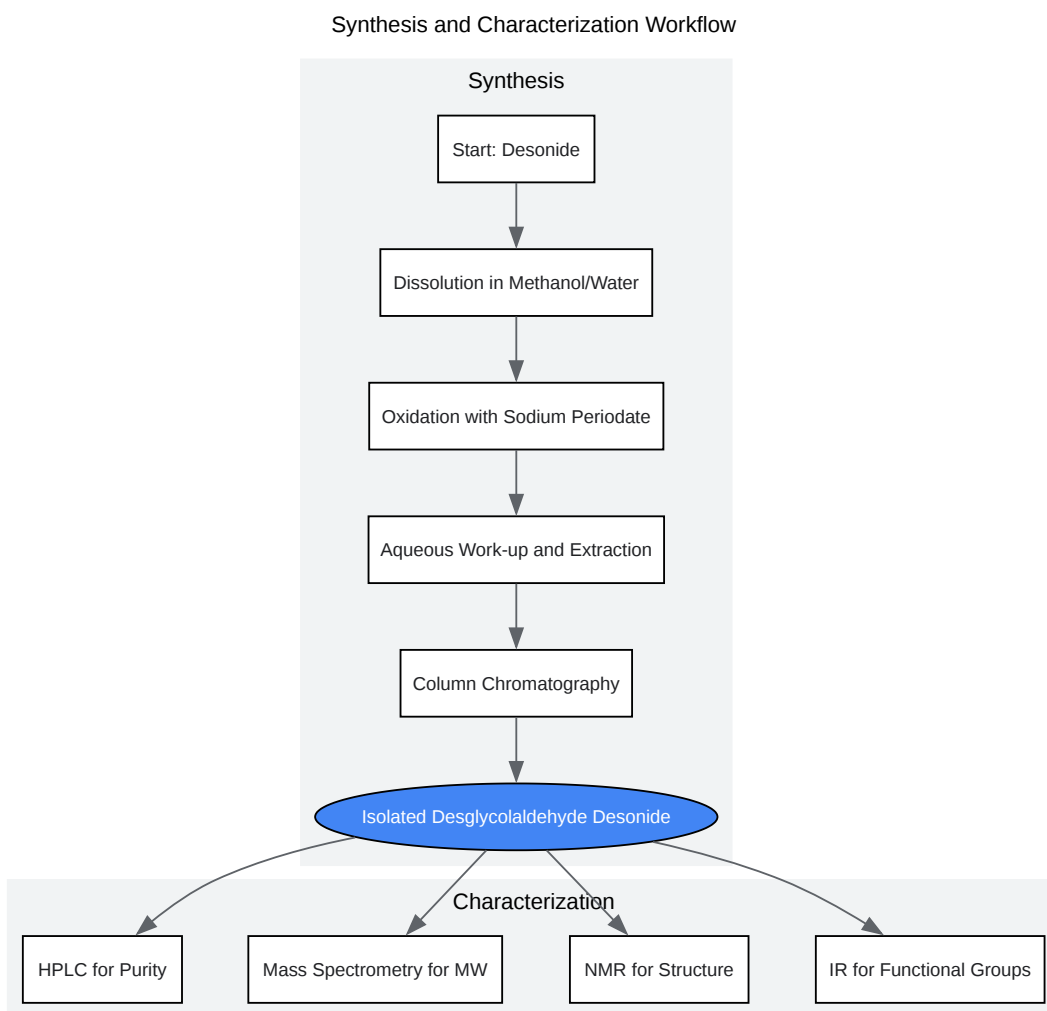 Synthesis and Characterization Workflow
Synthesis
Start: Desonide
Dissolution in Methanol/Water
Oxidation with Sodium Periodate
Aqueous Work-up and Extraction
Column Chromatography
Isolated Desglycolaldehyde Desonide
Characterization
HPLC for Purity
Mass Spectrometry for MW
NMR for Structure
IR for Functional Groups